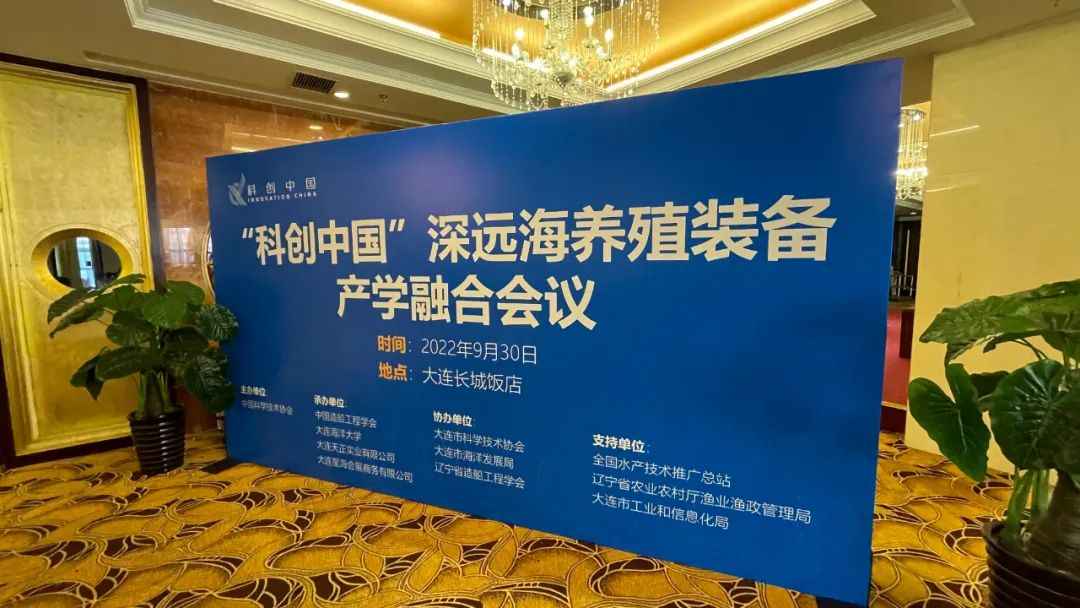 科创中国
INNOVATION CHINA
“科创中国”深远海养殖装备
产学融合会议
时间：2022年9月30日
地点：大连长城饭店
主办单位：
中国科学技术协会
承办单位：
中国造船工程学会
大连海洋大学
大连天正实业有限公司
大连星海会展商务有限公司
协办单位：
大连市科学技术协会
大连市海洋发展局
辽宁省造船工程学会
支持单位：
全国水产技术推广总站
辽宁省农业农村厅渔业渔政管理局
大连市工业和信息化局